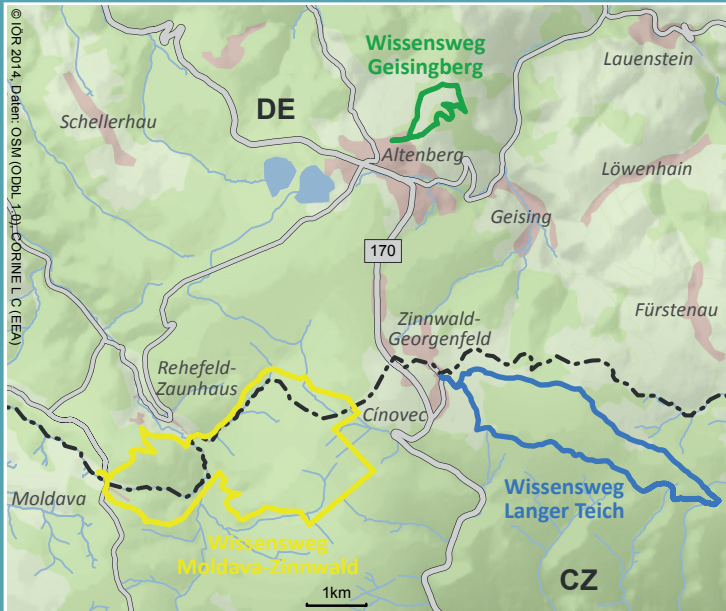 © IÖR 2014, Daten: OSM (ODbL 1.0), CORINE L C (EEA)
Wissensweg
Geisingberg
Lauenstein
DE
Schellerhau
Altenberg
Löwenhain
Geising
170
Zinnwald-
Georgenfeld
Fürstenau
Rehefeld-
Zaunhaus
Cínovec
Moldava
Wissensweg
Langer Teich
Wissensweg
Moldava-Zinnwald
CZ
1km